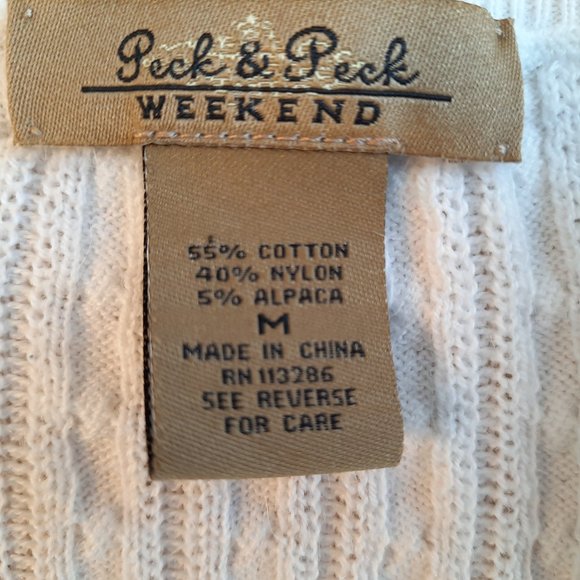 Peck & Peck
WEEKEND
55% COTTON
40% NYLON
5% ALPACA
M
MADE IN CHINA
RN 113286
SEE REVERSE
FOR CARE